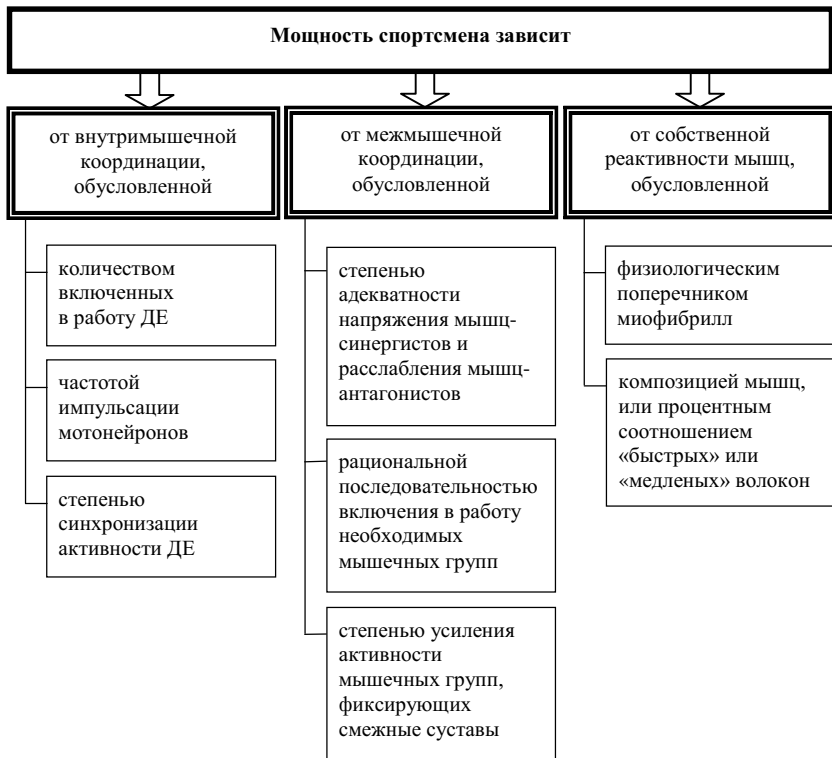 Мощность спортсмена зависит
от внутримышечной
координации,
обусловленной
количеством
включенных
в работу ДЕ
частотой
импульсации
мотонейронов
степенью
синхронизации
активности ДЕ
от межмышечной
координации,
обусловленной
степенью
адекватности
напряжения мышц-
синергистов и
расслабления мышц-
антагонистов
рациональной
последовательностью
включения в работу
необходимых
мышечных групп
степенью усиления
активности
мышечных групп,
фиксирующих
смежные суставы
от собственной
реактивности мышц,
обусловленной
физиологическим
поперечником
миофибрилл
композицией мышц,
или процентным
соотношением
«быстрых» или
«медленых» волокон